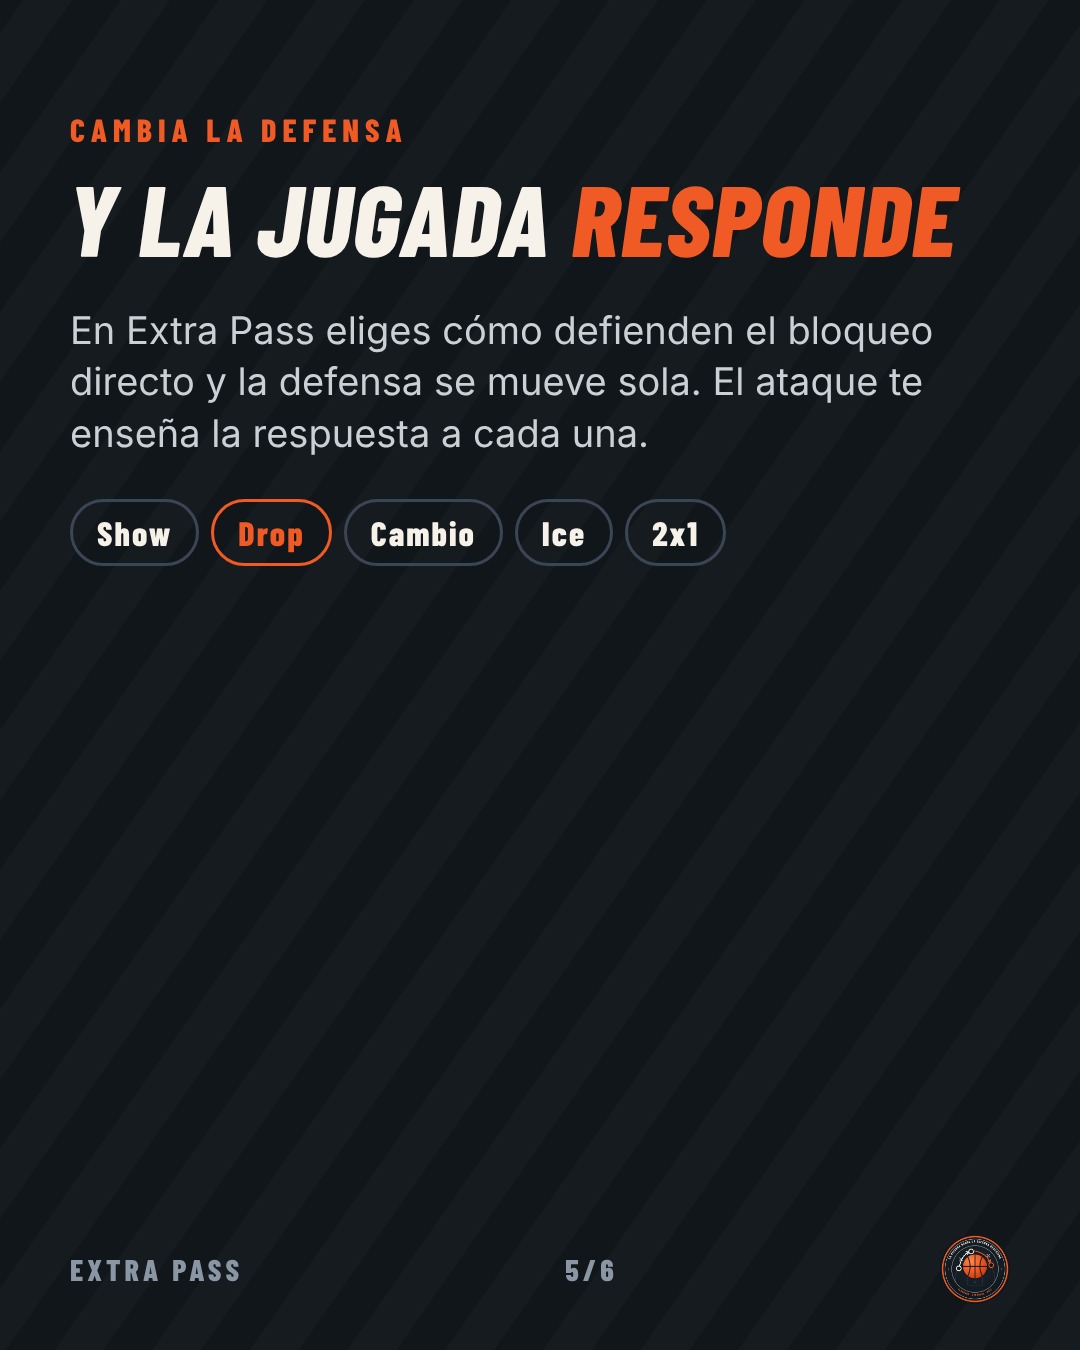 CAMBIA LA DEFENSA
Y LA JUGADA RESPONDE
En Extra Pass eliges cómo defienden el bloqueo
directo y la defensa se mueve sola. El ataque te
enseña la respuesta a cada una.
Show Drop Cambio Ice 2x1
EXTRA PASS 5/6